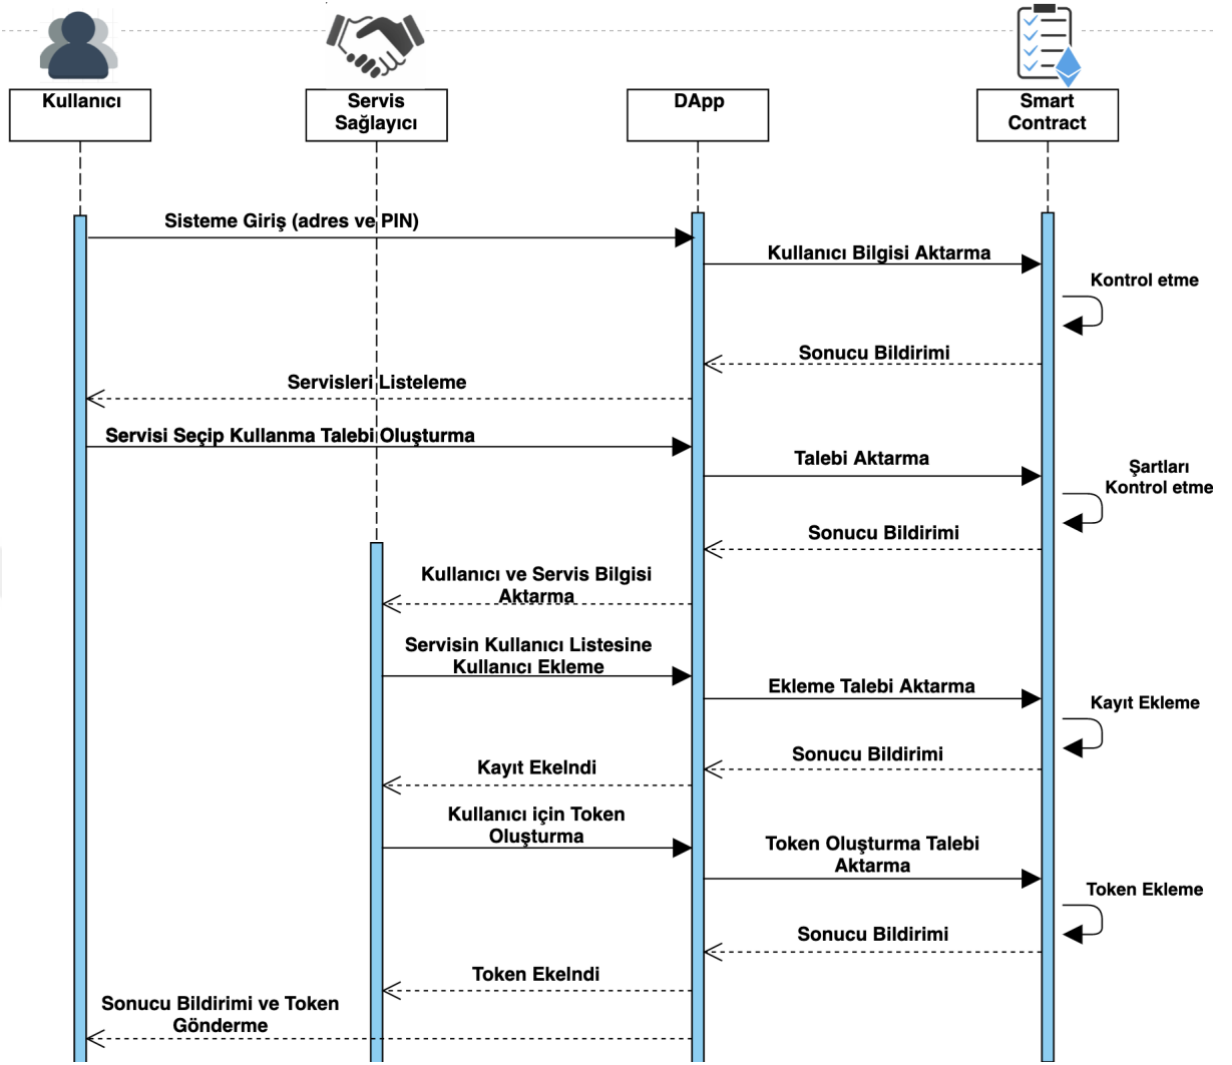 Kullanıcı
Servis
Sağlayıcı
DApp
Smart
Contract
Sisteme Giriş (adres ve PIN)
Kullanıcı Bilgisi Aktarma
Kontrol etme
Sonucu Bildirimi
Servisleri Listeleme
Servisi Seçip Kullanma Talebi Oluşturma
Talebi Aktarma
Şartları
Kontrol etme
Sonucu Bildirimi
Kullanıcı ve Servis Bilgisi
Aktarma
Servisin Kullanıcı Listesine
Kullanıcı Ekleme
Ekleme Talebi Aktarma
Kayıt Ekleme
Sonucu Bildirimi
Kayıt Ekelndi
Kullanıcı için Token
Oluşturma
Token Oluşturma Talebi
Aktarma
Token Ekleme
Sonucu Bildirimi
Token Ekelndi
Sonucu Bildirimi ve Token
Gönderme